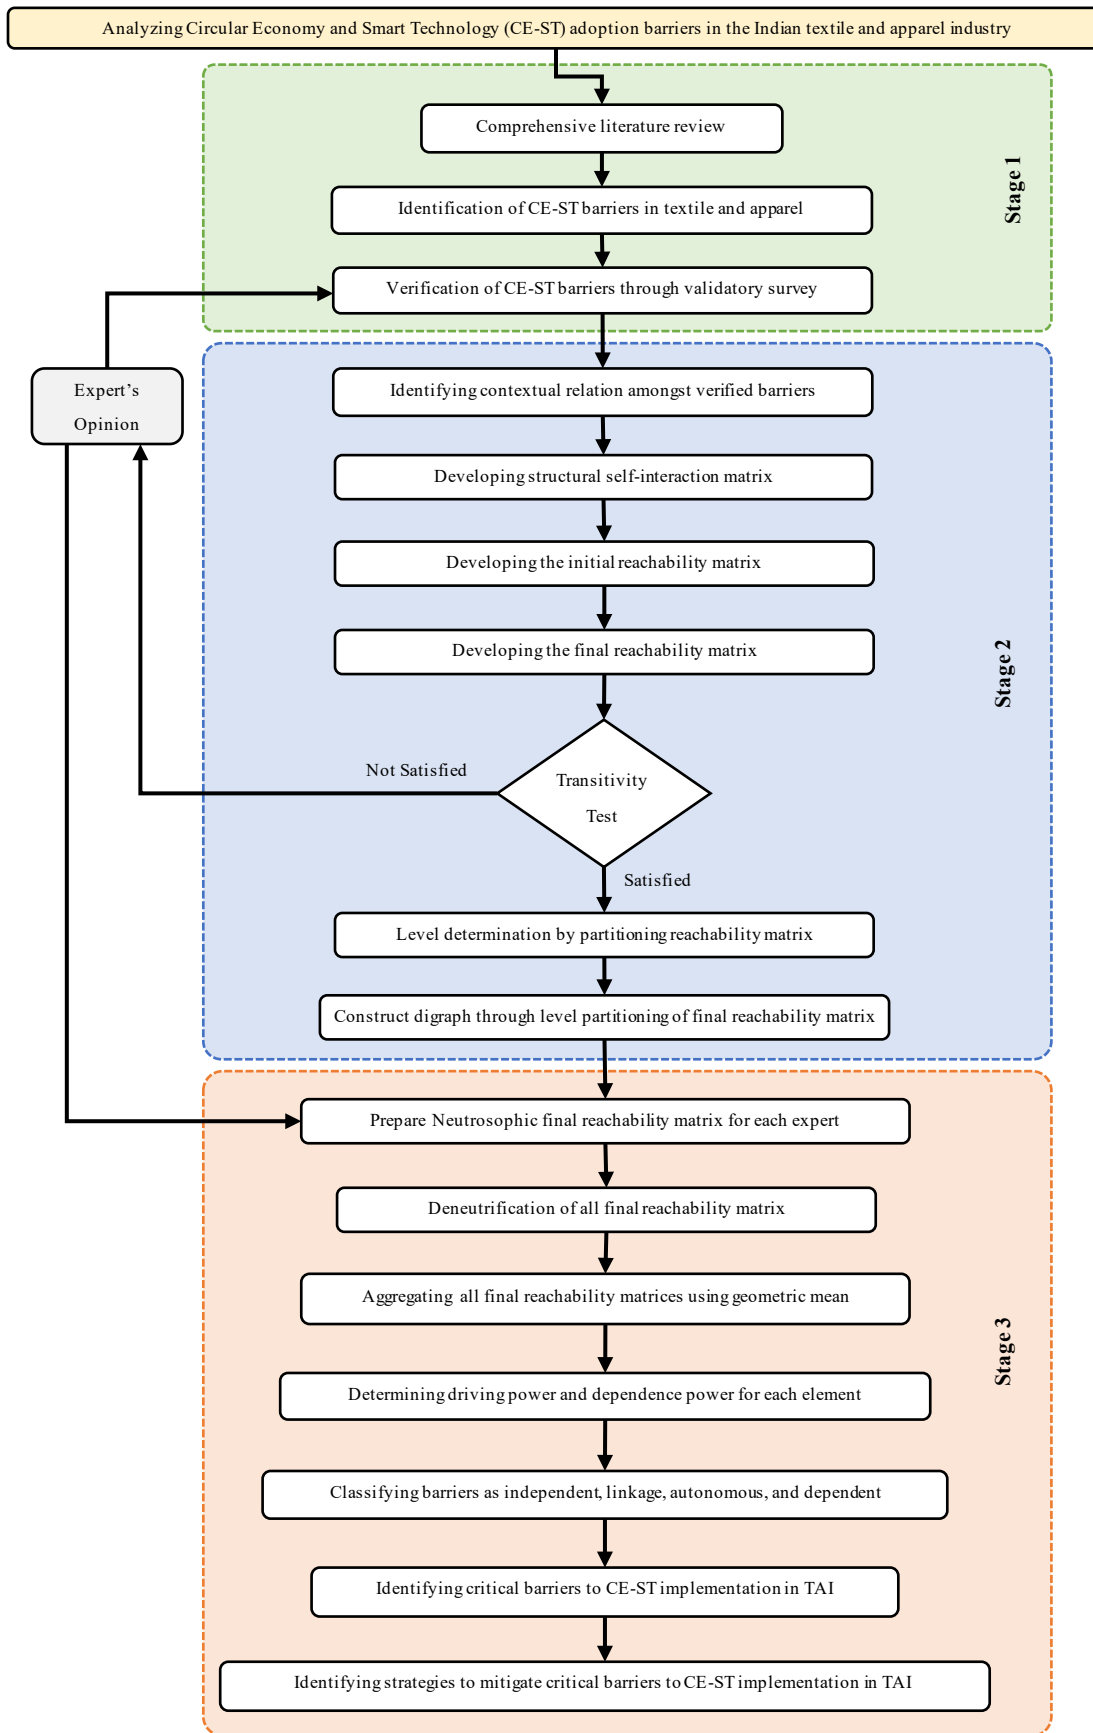 Analyzing Circular Economy and Smart Technology (CE-ST) adoption barriers in the Indian textile and apparel industry
Comprehensive literature review
Stage 1
Identification of CE-ST barriers in textile and apparel
Verification of CE-ST barriers through validatory survey
Expert's
Opinion
Identifying contextual relation amongst verified barriers
Developing structural self-interaction matrix
Developing the initial reachability matrix
Developing the final reachability matrix
Stage 2
Not Satisfied
Transitivity
Test
Satisfied
Level determination by partitioning reachability matrix
Construct digraph through level partitioning of final reachability matrix
Prepare Neutrosophic final reachability matrix for each expert
Deneutrification of all final reachability matrix
Aggregating all final reachability matrices using geometric mean
Stage 3
Determining driving power and dependence power for each element
Classifying barriers as independent, linkage, autonomous, and dependent
Identifying critical barriers to CE-ST implementation in TAI
Identifying strategies to mitigate critical barriers to CE-ST implementation in TAI